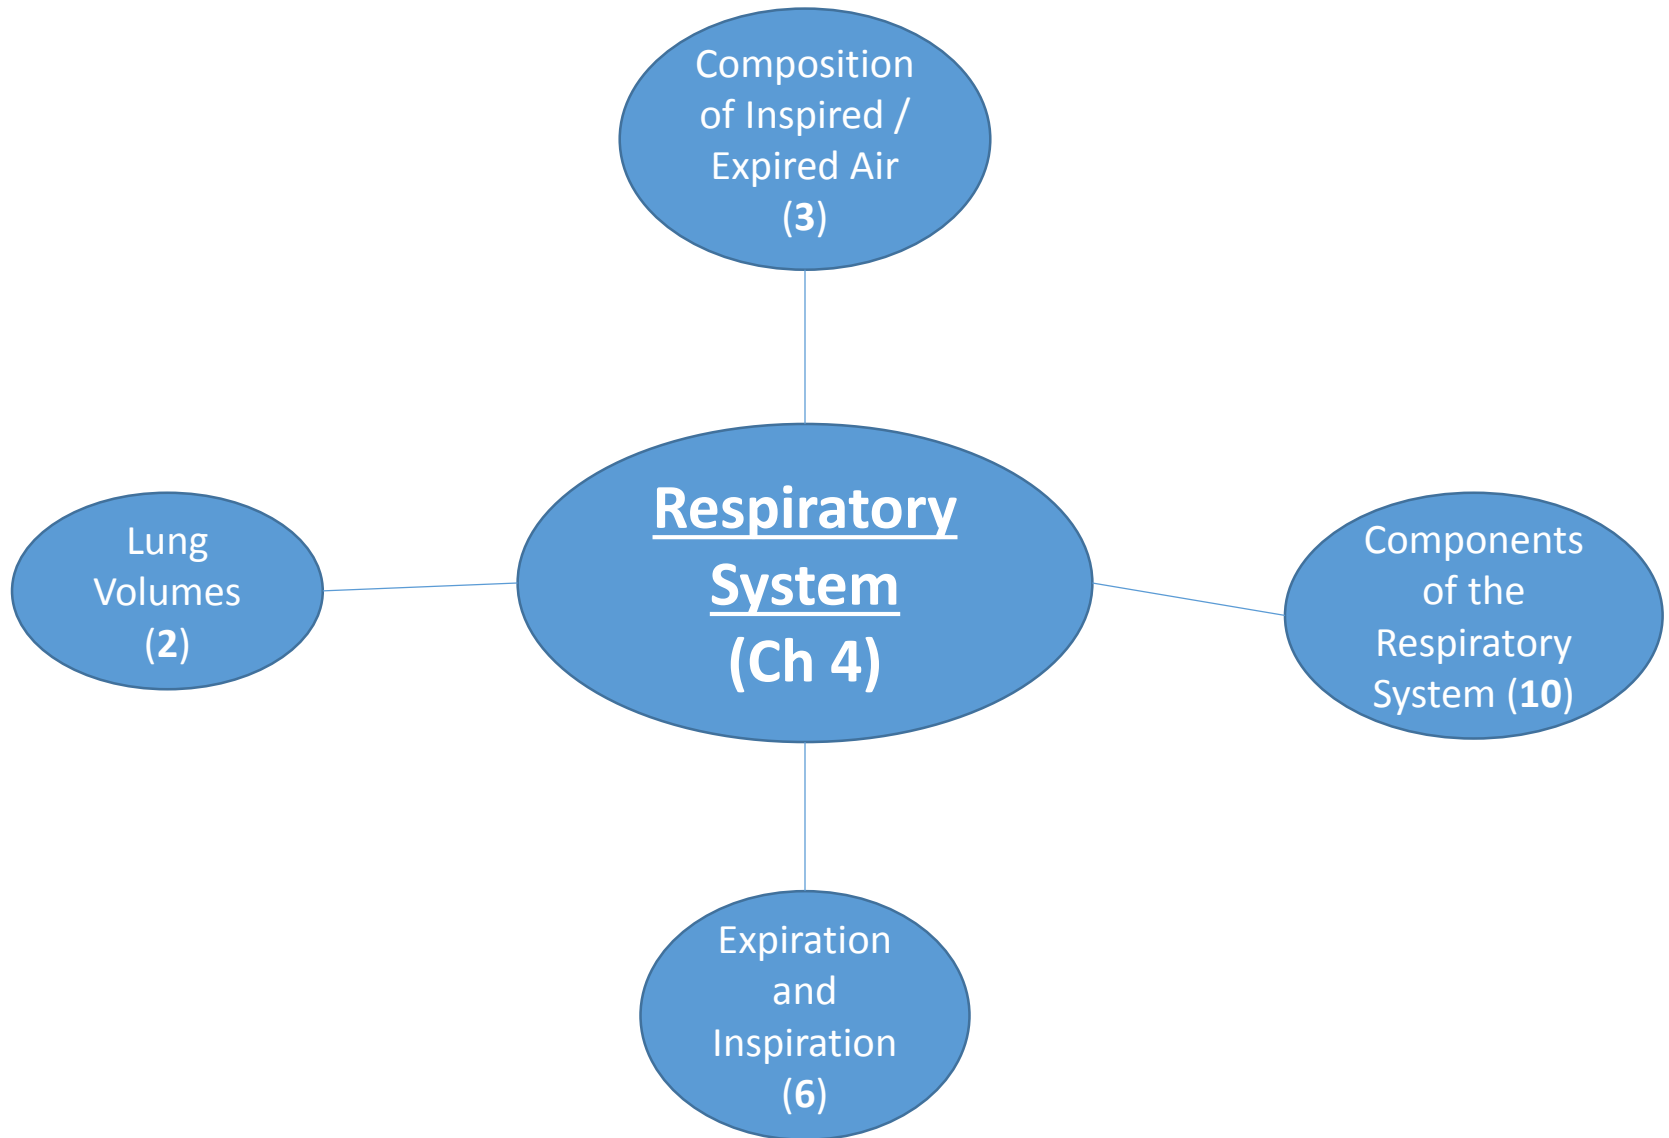 Composition
of Inspired /
Expired Air
(3)
Respiratory
System
(Ch 4)
Lung
Volumes
(2)
Components
of the
Respiratory
System (10)
Expiration
and
Inspiration
(6)